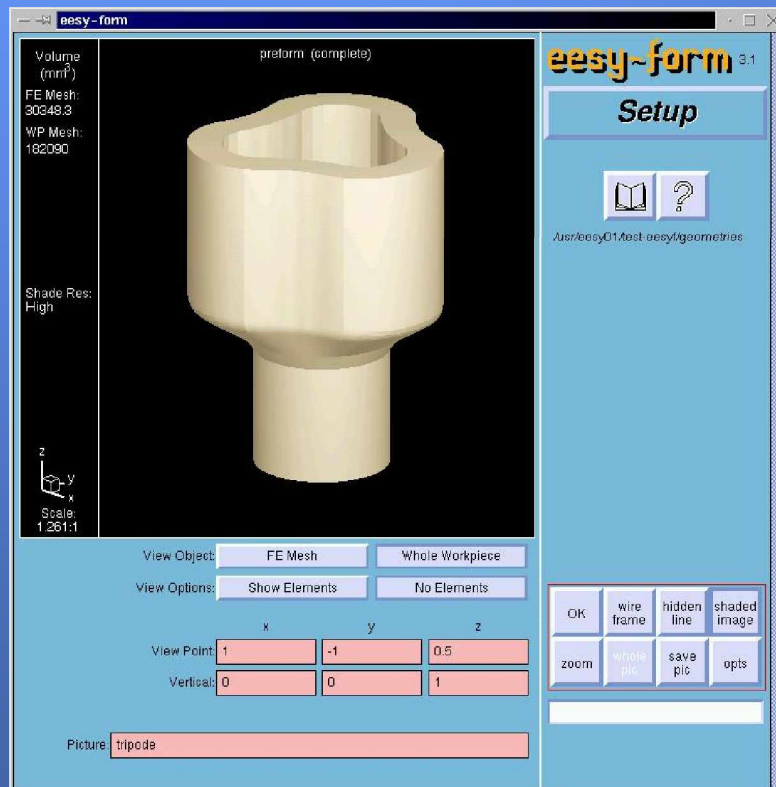 eesy-form
Volume
(mm³)
FE Mesh:
30348.3
WP Mesh:
182090
Shade Res:
High
z
y
x
Scale:
1.261:1
preform (complete)
eesy-form 3.1
Setup
?
/usr/eesy01/test-eesyf/geometries
View Object: FE Mesh Whole Workpiece
View Options: Show Elements No Elements
x y z
View Point: 1 -1 0.5
Vertical: 0 0 1
Picture: tripode
OK
wire
frame
hidden
line
shaded
image
zoom
whole
pic
save
pic
opts